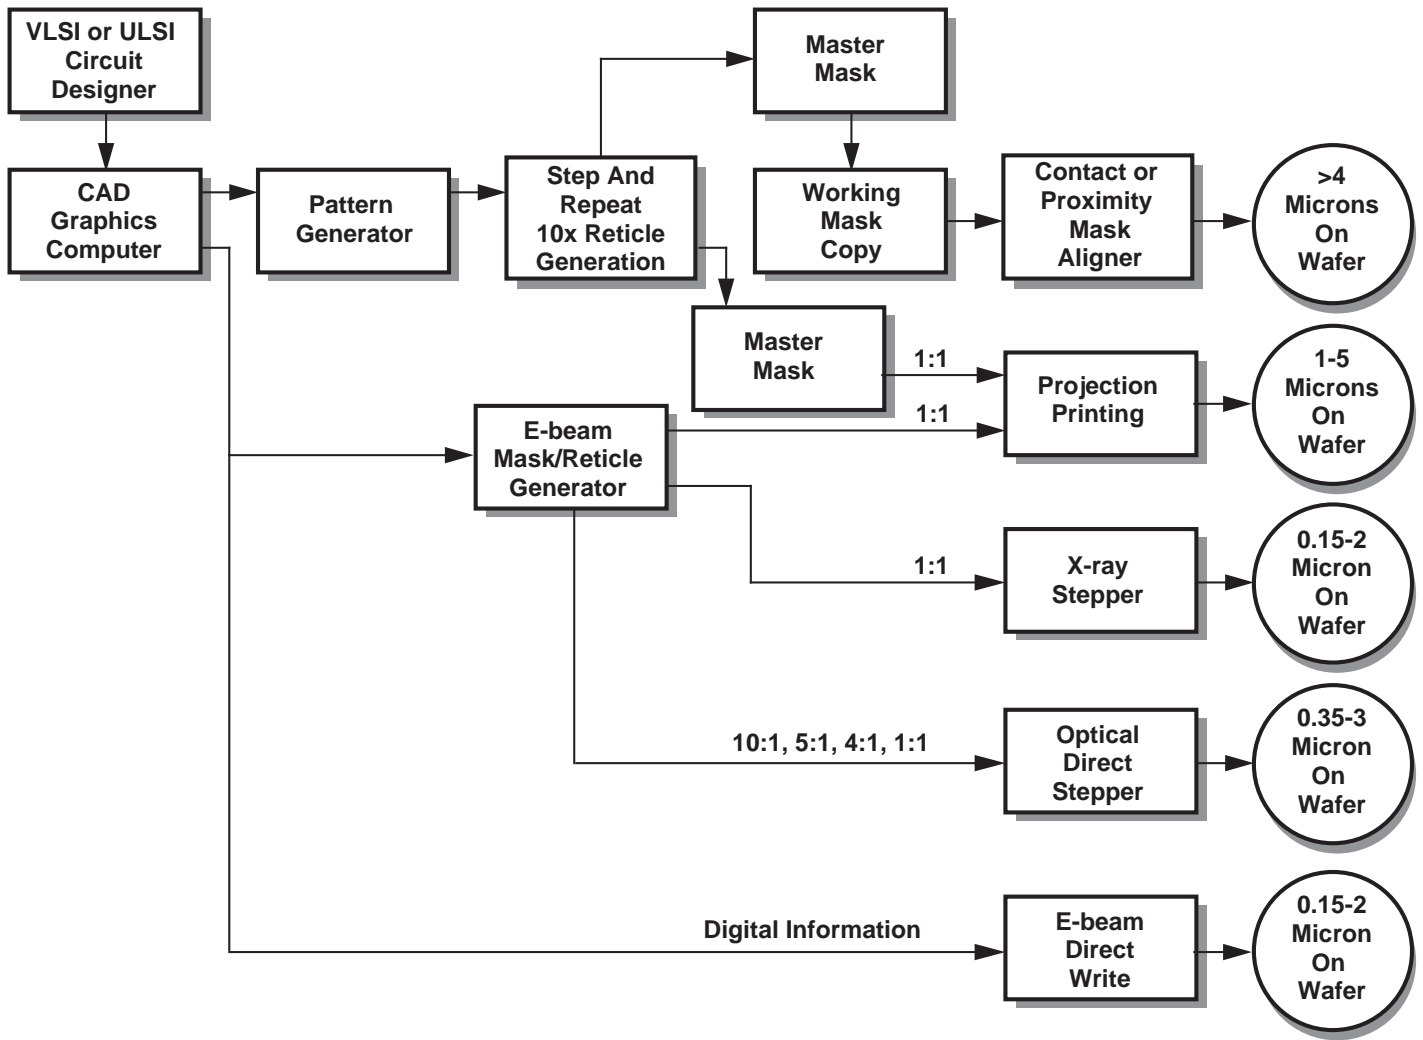 VLSI or ULSI
Circuit
Designer
CAD
Graphics
Computer
Pattern
Generator
Step And
Repeat
10x Reticle
Generation
Master
Mask
Working
Mask
Copy
Contact or
Proximity
Mask
Aligner
>4
Microns
On
Wafer
Master
Mask
1:1
1:1
Projection
Printing
1-5
Microns
On
Wafer
E-beam
Mask/Reticle
Generator
1:1
X-ray
Stepper
0.15-2
Micron
On
Wafer
10:1, 5:1, 4:1, 1:1
Optical
Direct
Stepper
0.35-3
Micron
On
Wafer
Digital Information
E-beam
Direct
Write
0.15-2
Micron
On
Wafer